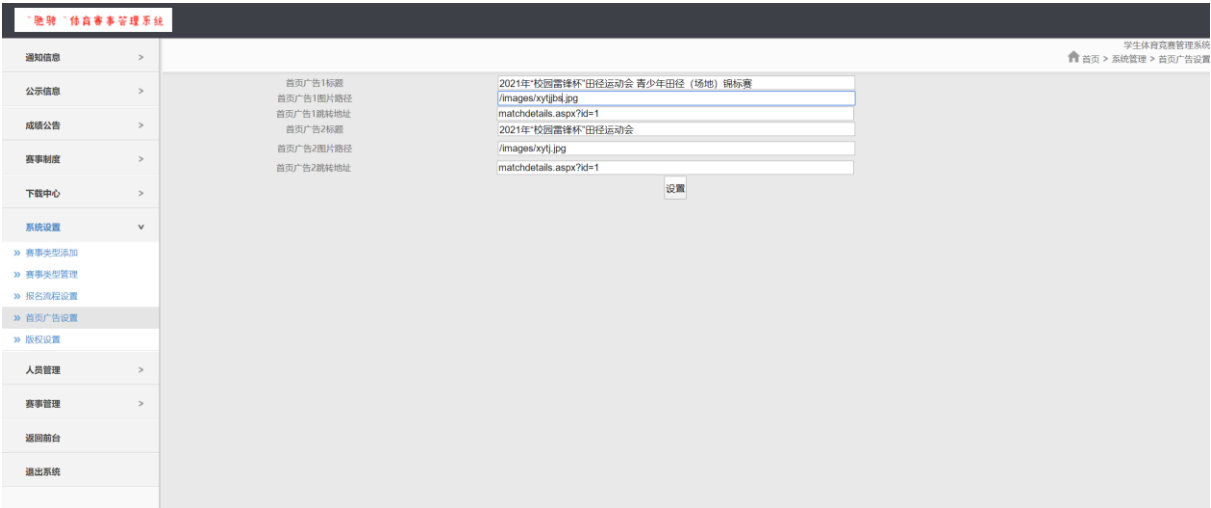 "驰骋"体育赛事管理系统
学生体育竞赛管理系统
首页 > 系统管理 > 首页广告设置
通知信息 >
公示信息 >
成绩公告 >
赛事制度 >
下载中心 >
系统设置 ∨
» 赛事类型添加
» 赛事类型管理
» 报名流程设置
» 首页广告设置
» 版权设置
人员管理 >
赛事管理 >
返回前台
退出系统
首页广告1标题 2021年"校园雷锋杯"田径运动会 青少年田径（场地）锦标赛
首页广告1图片路径 /images/xytjjbs.jpg
首页广告1跳转地址 matchdetails.aspx?id=1
首页广告2标题 2021年"校园雷锋杯"田径运动会
首页广告2图片路径 /images/xytj.jpg
首页广告2跳转地址 matchdetails.aspx?id=1
设置